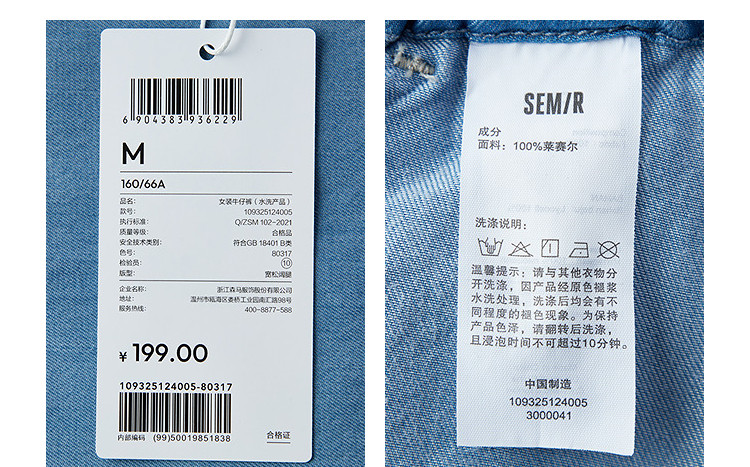 6 904383 936229
M
160/66A
品名: 女装牛仔裤（水洗产品）
款号: 109325124005
执行标准: Q/ZSM 102-2021
质量等级: 合格品
安全技术类别: 符合GB 18401 B类
色号: 80317
检验员: 10
版型: 宽松阔腿
企业名称: 浙江森马服饰股份有限公司
地址: 温州市瓯海区娄桥工业园南汇路98号
服务热线: 400-8877-588
¥ 199.00
109325124005-80317
内部编码 (99)50019851838
合格证
SEM/R
成分
面料: 100%莱赛尔
洗涤说明:
温馨提示: 请与其他衣物分
开洗涤, 因产品经原色褪浆
水洗处理, 洗涤后均会有不
同程度的褪色现象。为保持
产品色泽, 请翻转后洗涤,
且浸泡时间不可超过10分钟。
中国制造
109325124005
3000041